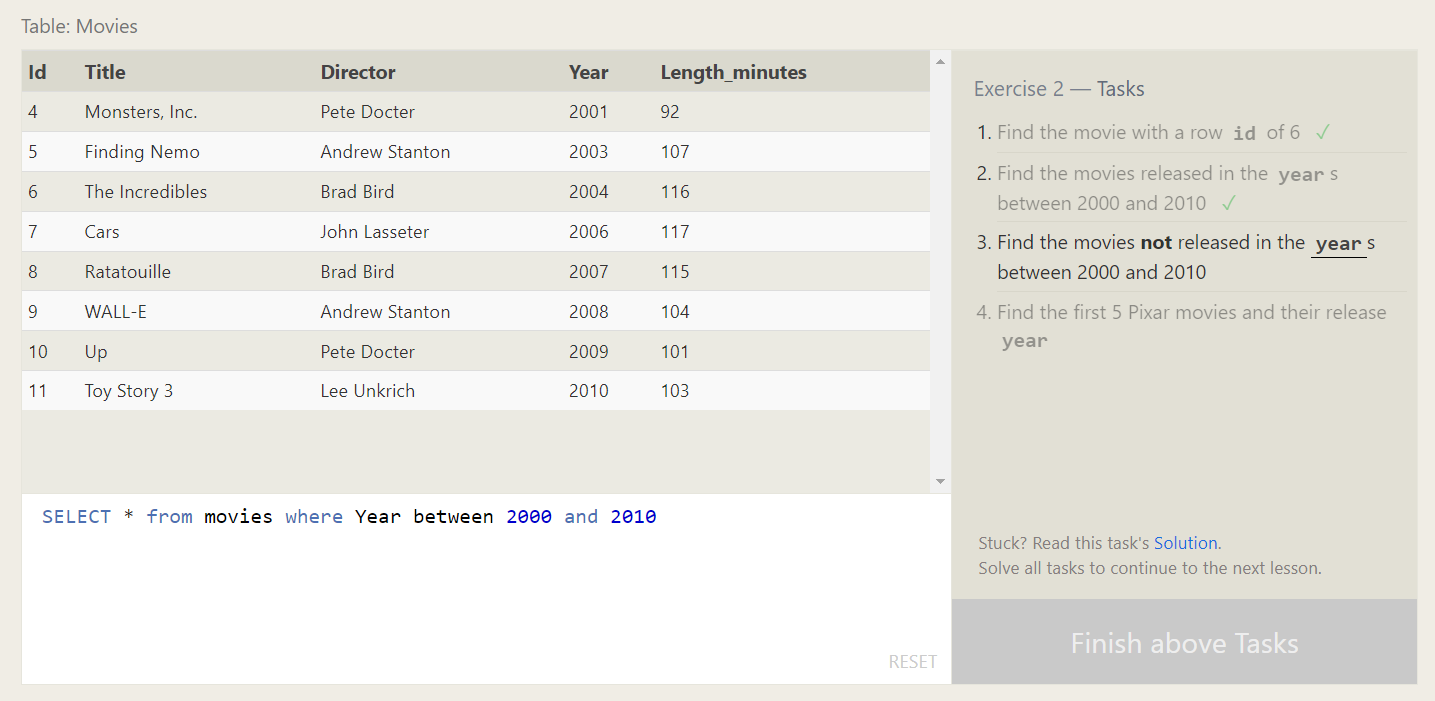 Table: Movies
Id Title Director Year Length_minutes
4 Monsters, Inc. Pete Docter 2001 92
5 Finding Nemo Andrew Stanton 2003 107
6 The Incredibles Brad Bird 2004 116
7 Cars John Lasseter 2006 117
8 Ratatouille Brad Bird 2007 115
9 WALL-E Andrew Stanton 2008 104
10 Up Pete Docter 2009 101
11 Toy Story 3 Lee Unkrich 2010 103
SELECT * from movies where Year between 2000 and 2010
RESET
Exercise 2 — Tasks
1. Find the movie with a row id of 6 ✓
2. Find the movies released in the year s
between 2000 and 2010 ✓
3. Find the movies not released in the year s
between 2000 and 2010
4. Find the first 5 Pixar movies and their release
year
Stuck? Read this task's Solution.
Solve all tasks to continue to the next lesson.
Finish above Tasks